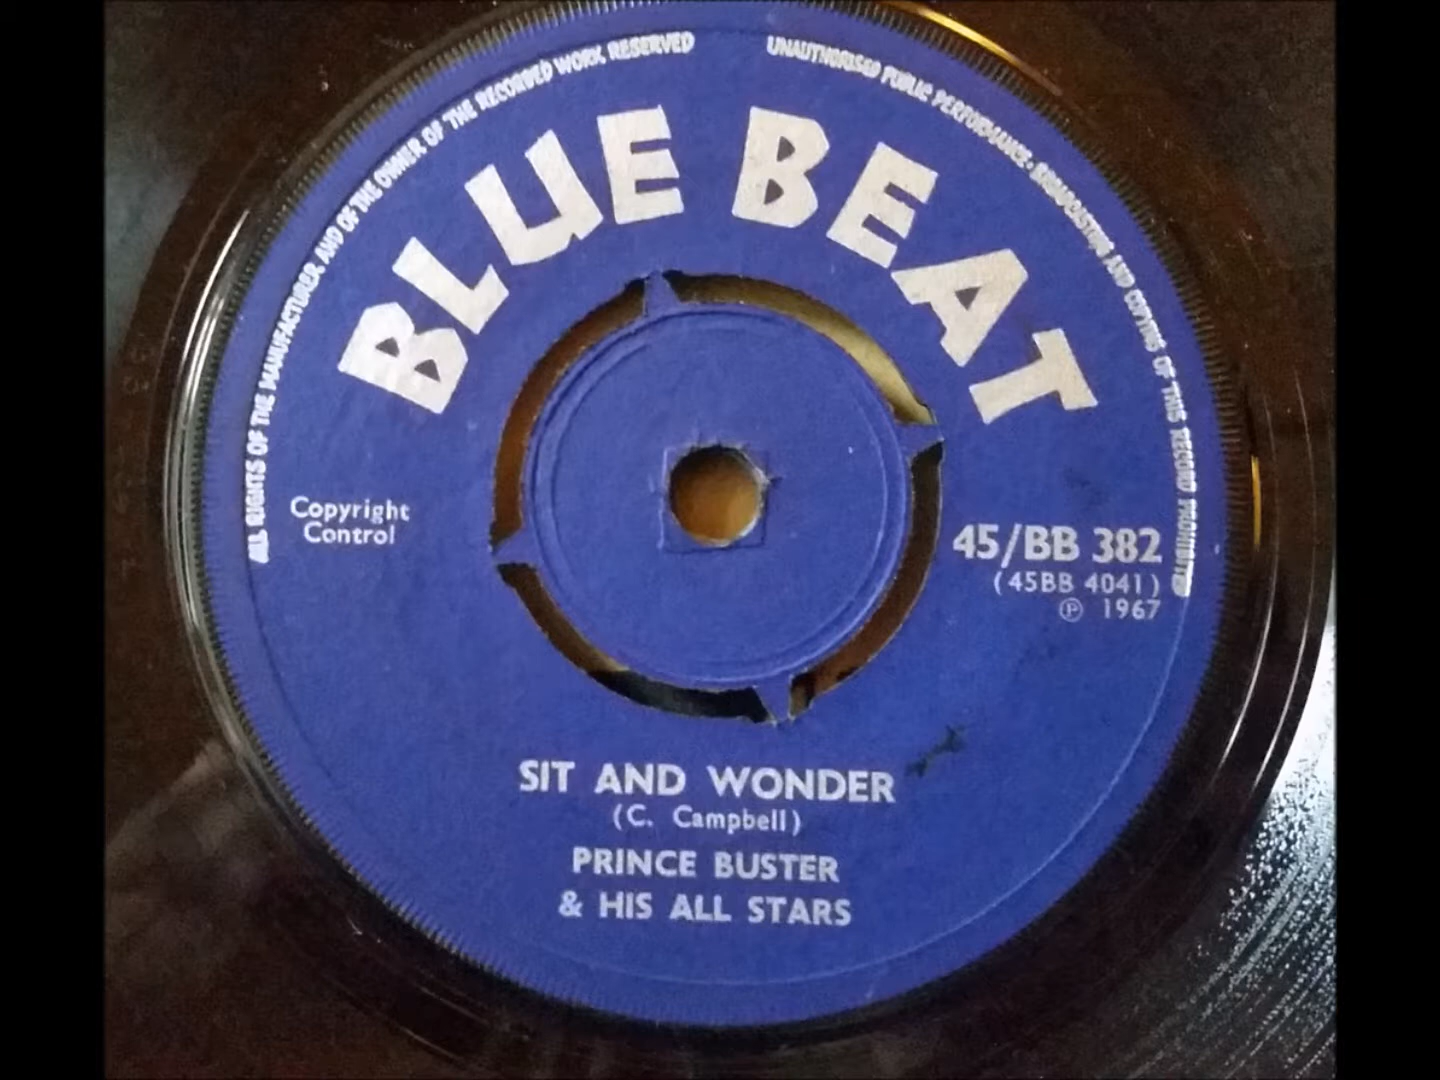 ALL RIGHTS OF THE MANUFACTURER AND OF THE OWNER OF THE RECORDED WORK RESERVED
UNAUTHORISED PUBLIC PERFORMANCE · BROADCASTING AND COPYING OF THIS RECORD PROHIBITED
BLUE BEAT
Copyright
Control
45/BB 382
(45BB 4041)
℗ 1967
SIT AND WONDER
(C. Campbell)
PRINCE BUSTER
& HIS ALL STARS